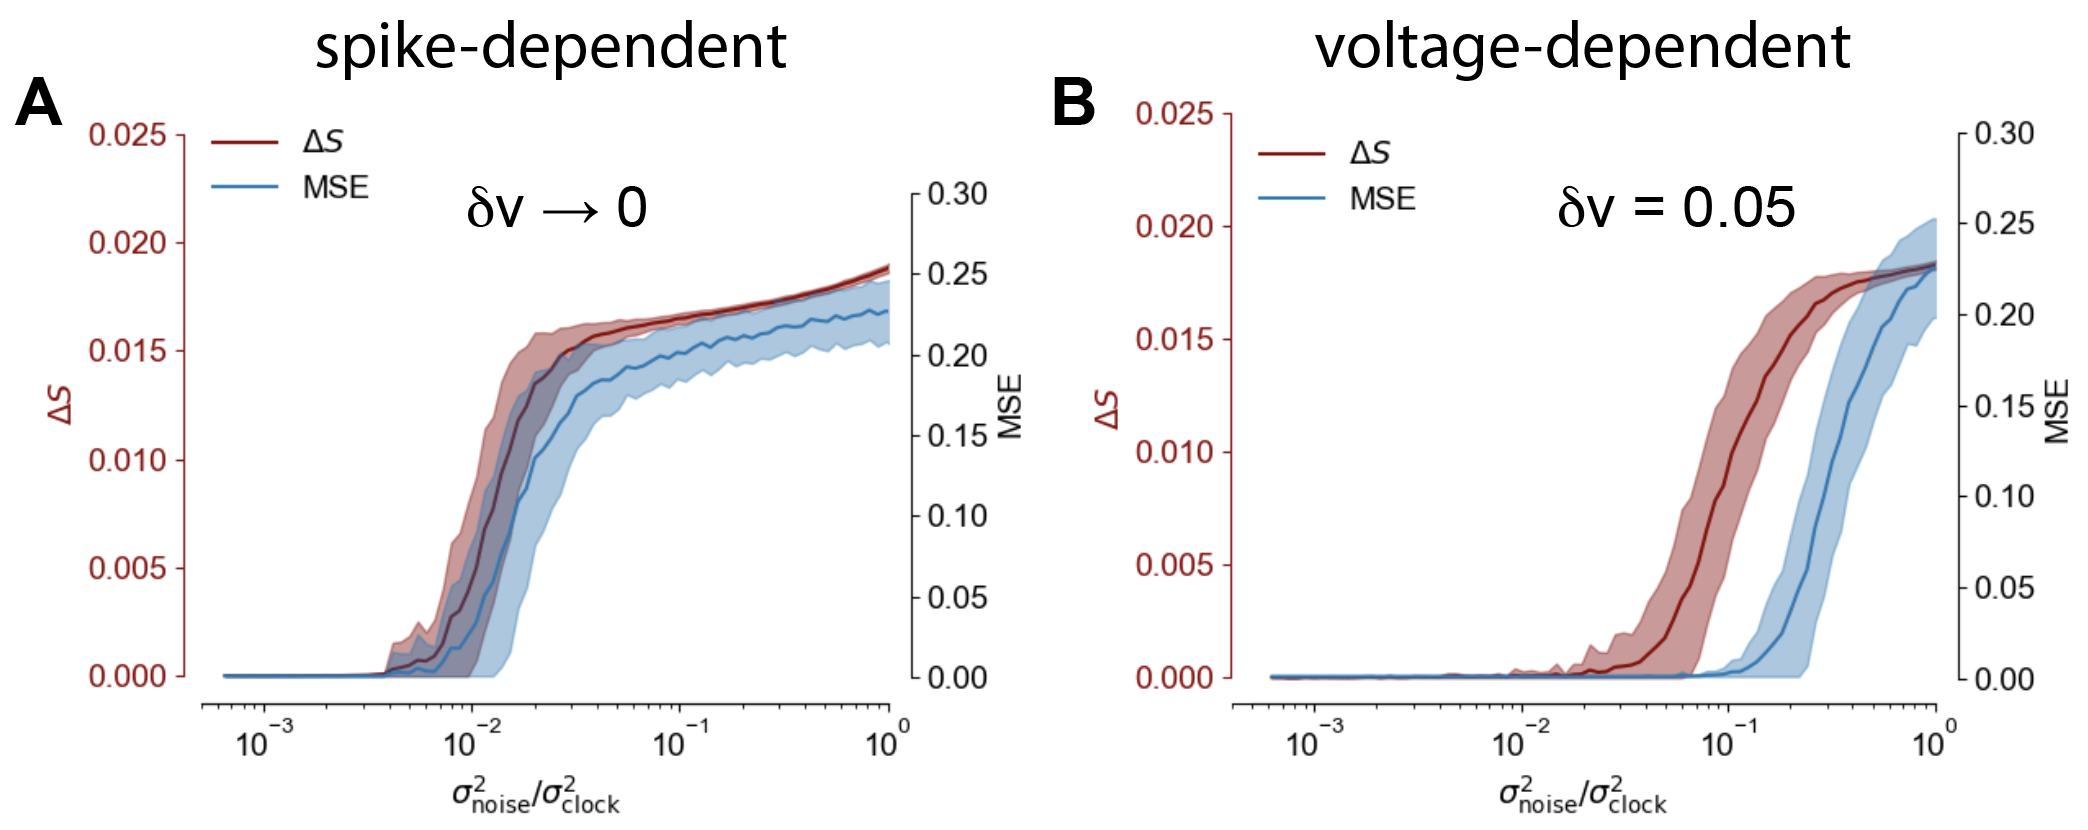 spike-dependent
A
0.025
0.020
0.015
0.010
0.005
0.000
ΔS
ΔS
MSE
δv → 0
0.30
0.25
0.20
0.15
0.10
0.05
0.00
MSE
10⁻³ 10⁻² 10⁻¹ 10⁰
σ²noise/σ²clock
voltage-dependent
B
0.025
0.020
0.015
0.010
0.005
0.000
ΔS
ΔS
MSE
δv = 0.05
0.30
0.25
0.20
0.15
0.10
0.05
0.00
MSE
10⁻³ 10⁻² 10⁻¹ 10⁰
σ²noise/σ²clock